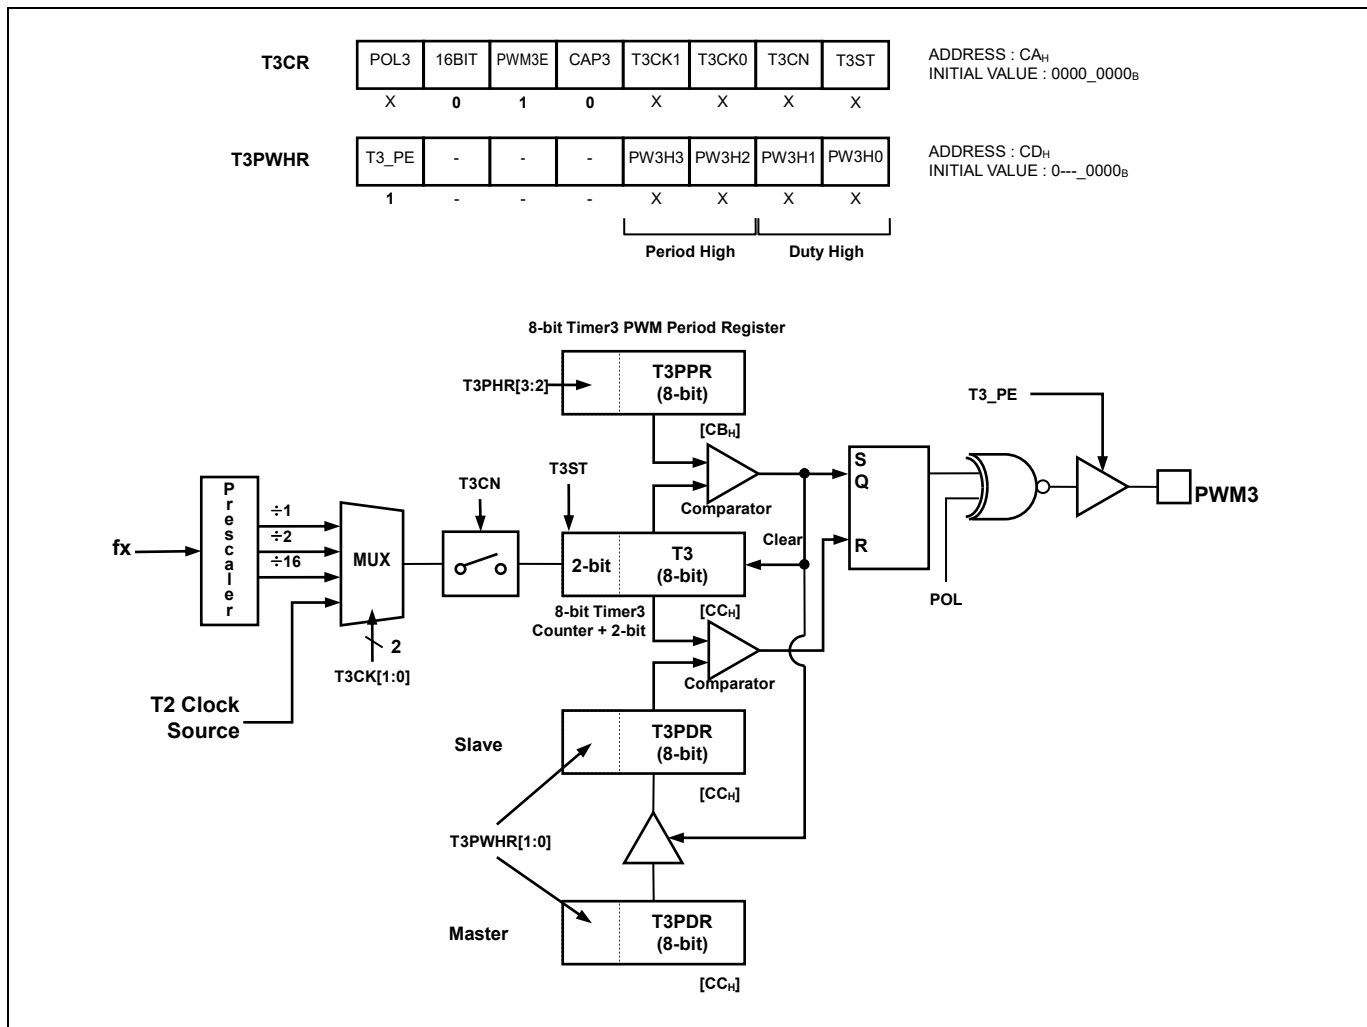 T3CR
POL3 16BIT PWM3E CAP3 T3CK1 T3CK0 T3CN T3ST
X 0 1 0 X X X X
ADDRESS : CAH
INITIAL VALUE : 0000_0000B
T3PWHR
T3_PE - - - PW3H3 PW3H2 PW3H1 PW3H0
1 - - - X X X X
ADDRESS : CDH
INITIAL VALUE : 0---_0000B
Period High Duty High
8-bit Timer3 PWM Period Register
T3PHR[3:2]
T3PPR
(8-bit)
[CBH]
T3_PE
S
Q
R
PWM3
POL
Comparator
Clear
T3ST
T3CN
Prescaler
fx
÷1
÷2
÷16
MUX
2
T3CK[1:0]
T2 Clock
Source
2-bit
T3
(8-bit)
[CCH]
8-bit Timer3
Counter + 2-bit
Comparator
Slave
T3PDR
(8-bit)
[CCH]
T3PWHR[1:0]
Master
T3PDR
(8-bit)
[CCH]